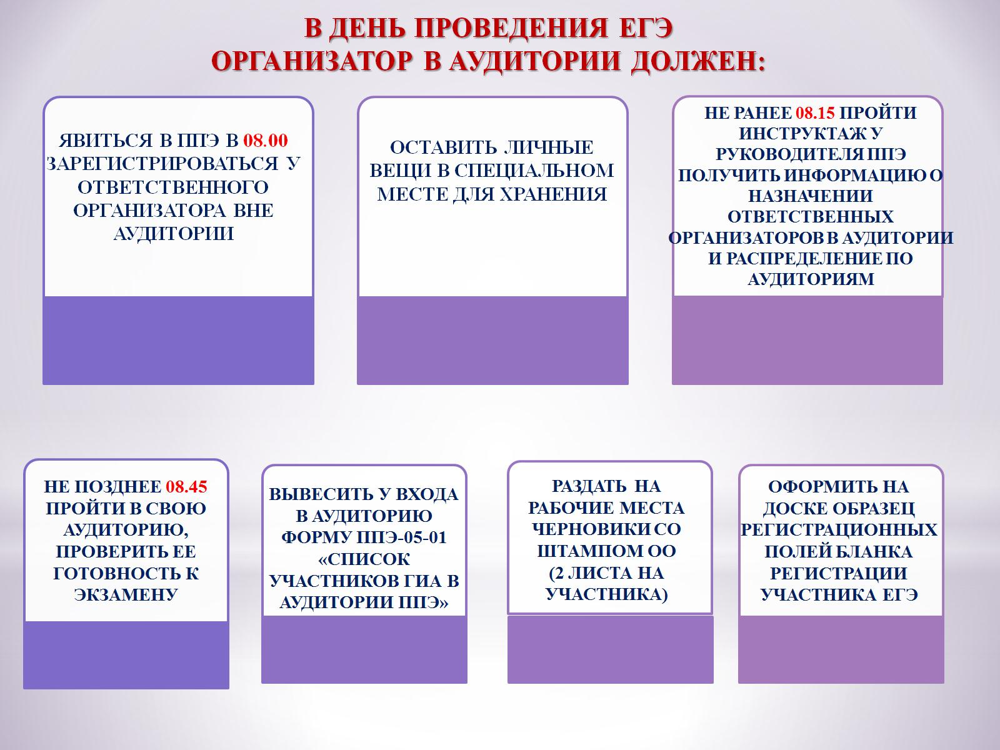 В ДЕНЬ ПРОВЕДЕНИЯ ЕГЭ
ОРГАНИЗАТОР В АУДИТОРИИ ДОЛЖЕН:
ЯВИТЬСЯ В ППЭ В 08.00
ЗАРЕГИСТРИРОВАТЬСЯ У
ОТВЕТСТВЕННОГО
ОРГАНИЗАТОРА ВНЕ
АУДИТОРИИ
ОСТАВИТЬ ЛИЧНЫЕ
ВЕЩИ В СПЕЦИАЛЬНОМ
МЕСТЕ ДЛЯ ХРАНЕНИЯ
НЕ РАНЕЕ 08.15 ПРОЙТИ
ИНСТРУКТАЖ У
РУКОВОДИТЕЛЯ ППЭ
ПОЛУЧИТЬ ИНФОРМАЦИЮ О
НАЗНАЧЕНИИ
ОТВЕТСТВЕННЫХ
ОРГАНИЗАТОРОВ В АУДИТОРИИ
И РАСПРЕДЕЛЕНИЕ ПО
АУДИТОРИЯМ
НЕ ПОЗДНЕЕ 08.45
ПРОЙТИ В СВОЮ
АУДИТОРИЮ,
ПРОВЕРИТЬ ЕЕ
ГОТОВНОСТЬ К
ЭКЗАМЕНУ
ВЫВЕСИТЬ У ВХОДА
В АУДИТОРИЮ
ФОРМУ ППЭ-05-01
«СПИСОК
УЧАСТНИКОВ ГИА В
АУДИТОРИИ ППЭ»
РАЗДАТЬ НА
РАБОЧИЕ МЕСТА
ЧЕРНОВИКИ СО
ШТАМПОМ ОО
(2 ЛИСТА НА
УЧАСТНИКА)
ОФОРМИТЬ НА
ДОСКЕ ОБРАЗЕЦ
РЕГИСТРАЦИОННЫХ
ПОЛЕЙ БЛАНКА
РЕГИСТРАЦИИ
УЧАСТНИКА ЕГЭ